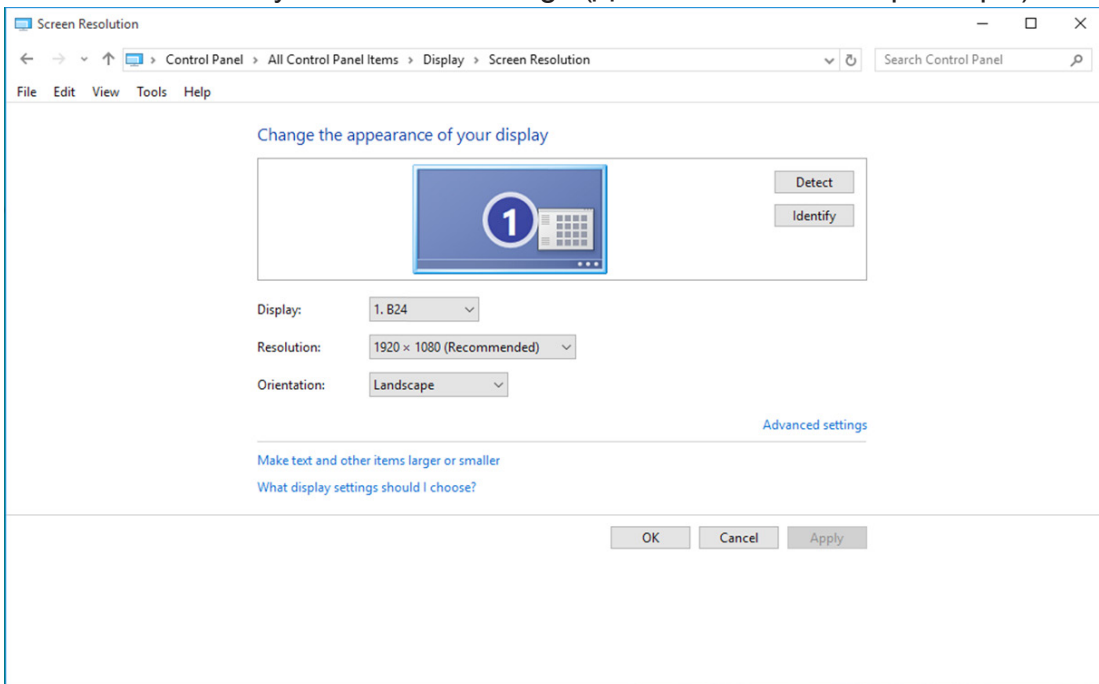 Screen Resolution
Control Panel > All Control Panel Items > Display > Screen Resolution
Search Control Panel
File Edit View Tools Help
Change the appearance of your display
1
Detect
Identify
Display: 1. B24
Resolution: 1920 × 1080 (Recommended)
Orientation: Landscape
Advanced settings
Make text and other items larger or smaller
What display settings should I choose?
OK Cancel Apply